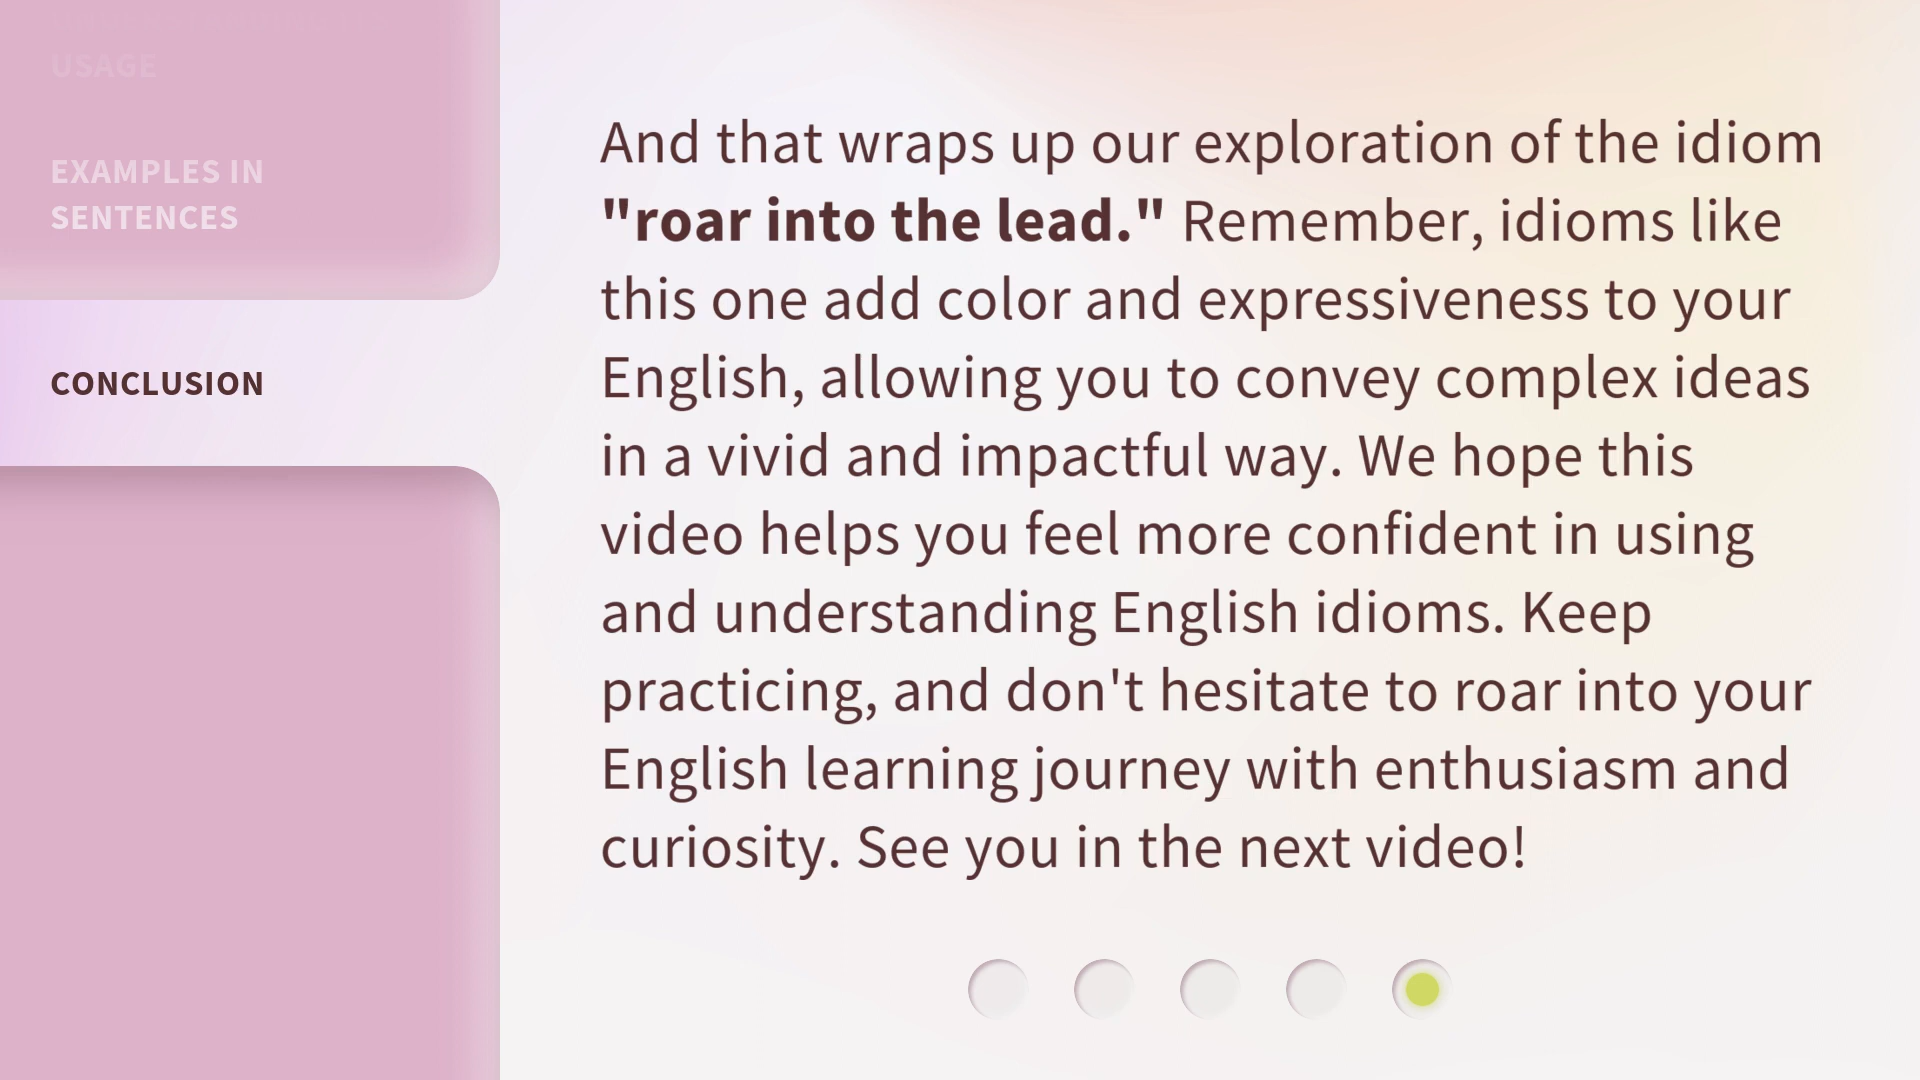 USAGE
EXAMPLES IN
SENTENCES
CONCLUSION
And that wraps up our exploration of the idiom
"roar into the lead." Remember, idioms like
this one add color and expressiveness to your
English, allowing you to convey complex ideas
in a vivid and impactful way. We hope this
video helps you feel more confident in using
and understanding English idioms. Keep
practicing, and don't hesitate to roar into your
English learning journey with enthusiasm and
curiosity. See you in the next video!